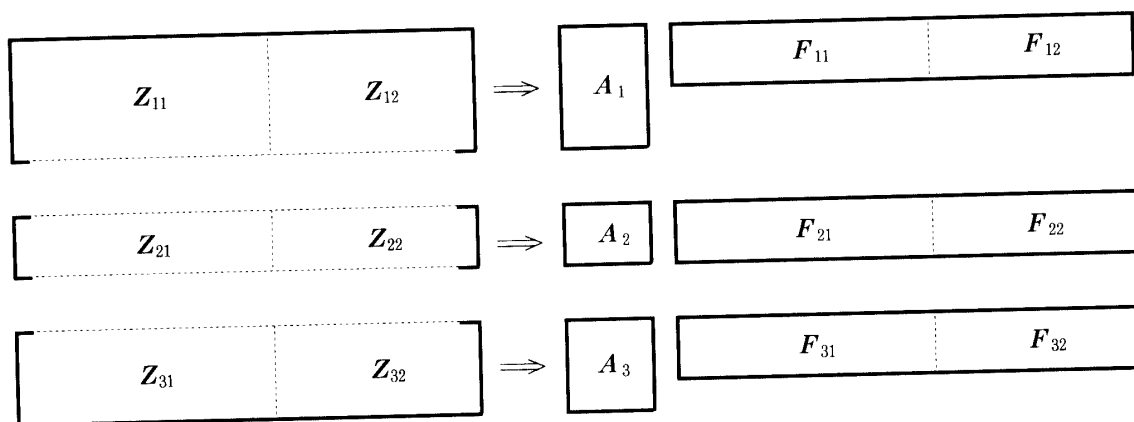 Z₁₁ Z₁₂ ⇒ A₁ F₁₁ F₁₂
Z₂₁ Z₂₂ ⇒ A₂ F₂₁ F₂₂
Z₃₁ Z₃₂ ⇒ A₃ F₃₁ F₃₂